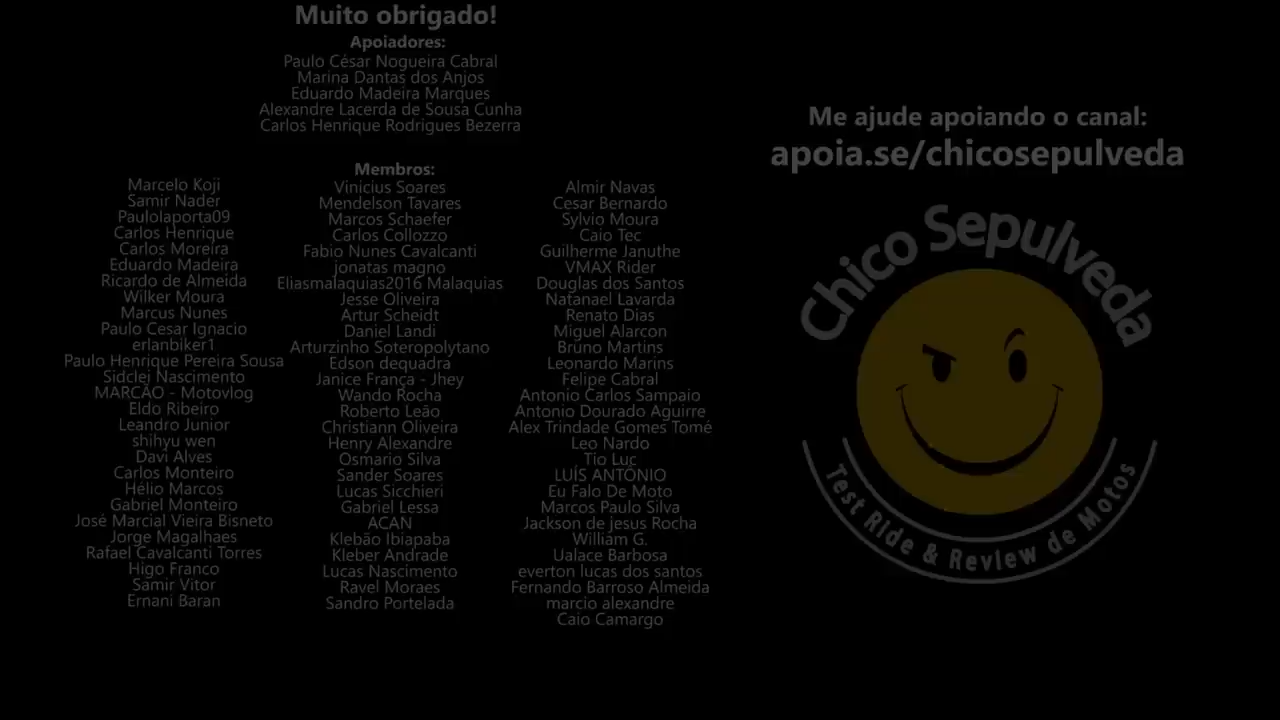 Muito obrigado!
Apoiadores:
Paulo César Nogueira Cabral
Marina Dantas dos Anjos
Eduardo Madeira Marques
Alexandre Lacerda de Sousa Cunha
Carlos Henrique Rodrigues Bezerra
Membros:
Marcelo Koji
Samir Nader
Paulolaporta09
Carlos Henrique
Carlos Moreira
Eduardo Madeira
Ricardo de Almeida
Wilker Moura
Marcus Nunes
Paulo Cesar Ignacio
erlanbiker1
Paulo Henrique Pereira Sousa
Sidclei Nascimento
MARCÃO - Motovlog
Eldo Ribeiro
Leandro Junior
shihyu wen
Davi Alves
Carlos Monteiro
Hélio Marcos
Gabriel Monteiro
José Marcial Vieira Bisneto
Jorge Magalhaes
Rafael Cavalcanti Torres
Higo Franco
Samir Vitor
Ernani Baran
Vinicius Soares
Mendelson Tavares
Marcos Schaefer
Carlos Collozzo
Fabio Nunes Cavalcanti
jonatas magno
Eliasmalaquias2016 Malaquias
Jesse Oliveira
Artur Scheidt
Daniel Landi
Arturzinho Soteropolytano
Edson dequadra
Janice França - Jhey
Wando Rocha
Roberto Leão
Christiann Oliveira
Henry Alexandre
Osmario Silva
Sander Soares
Lucas Sicchieri
Gabriel Lessa
ACAN
Klebão Ibiapaba
Kleber Andrade
Lucas Nascimento
Ravel Moraes
Sandro Portelada
Almir Navas
Cesar Bernardo
Sylvio Moura
Caio Tec
Guilherme Januthe
VMAX Rider
Douglas dos Santos
Natanael Lavarda
Renato Dias
Miguel Alarcon
Bruno Martins
Leonardo Marins
Felipe Cabral
Antonio Carlos Sampaio
Antonio Dourado Aguirre
Alex Trindade Gomes Tomé
Leo Nardo
Tio Luc
LUÍS ANTÔNIO
Eu Falo De Moto
Marcos Paulo Silva
Jackson de jesus Rocha
William G.
Ualace Barbosa
everton lucas dos santos
Fernando Barroso Almeida
marcio alexandre
Caio Camargo
Me ajude apoiando o canal:
apoia.se/chicosepulveda
Chico Sepulveda
Test Ride & Review de Motos